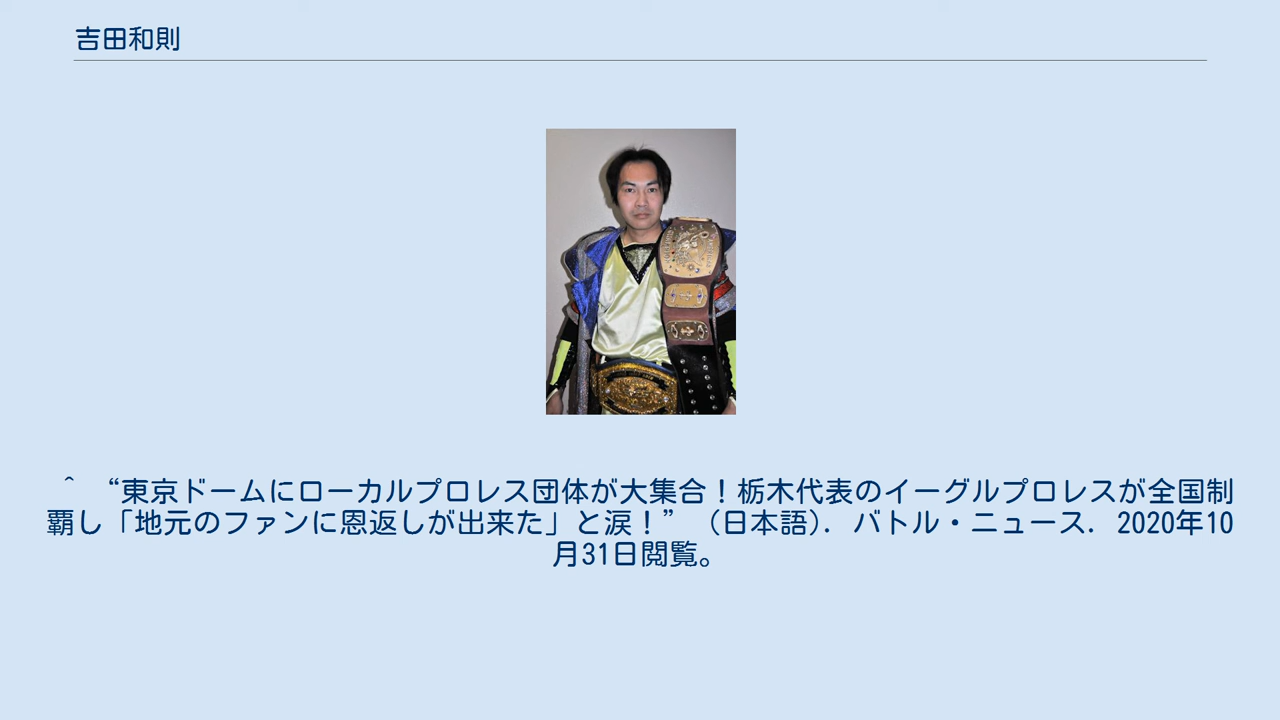 吉田和則
^ “東京ドームにローカルプロレス団体が大集合！栃木代表のイーグルプロレスが全国制
覇し「地元のファンに恩返しが出来た」と涙！” (日本語). バトル・ニュース. 2020年10
月31日閲覧。